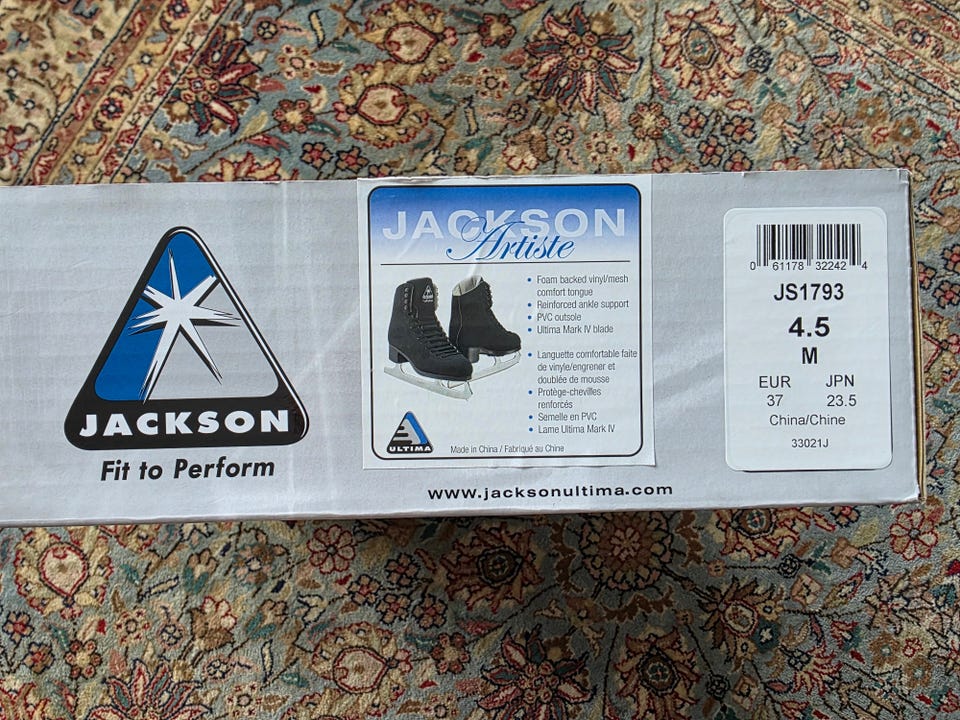 JACKSON
Fit to Perform
JACKSON
Artiste
• Foam backed vinyl/mesh
comfort tongue
• Reinforced ankle support
• PVC outsole
• Ultima Mark IV blade
• Languette comfortable faite
de vinyle/engrener et
doublée de mousse
• Protège-chevilles
renforcés
• Semelle en PVC
• Lame Ultima Mark IV
ULTIMA
Made in China / Fabriqué au Chine
www.jacksonultima.com
0 61178 32242 4
JS1793
4.5
M
EUR JPN
37 23.5
China/Chine
33021J